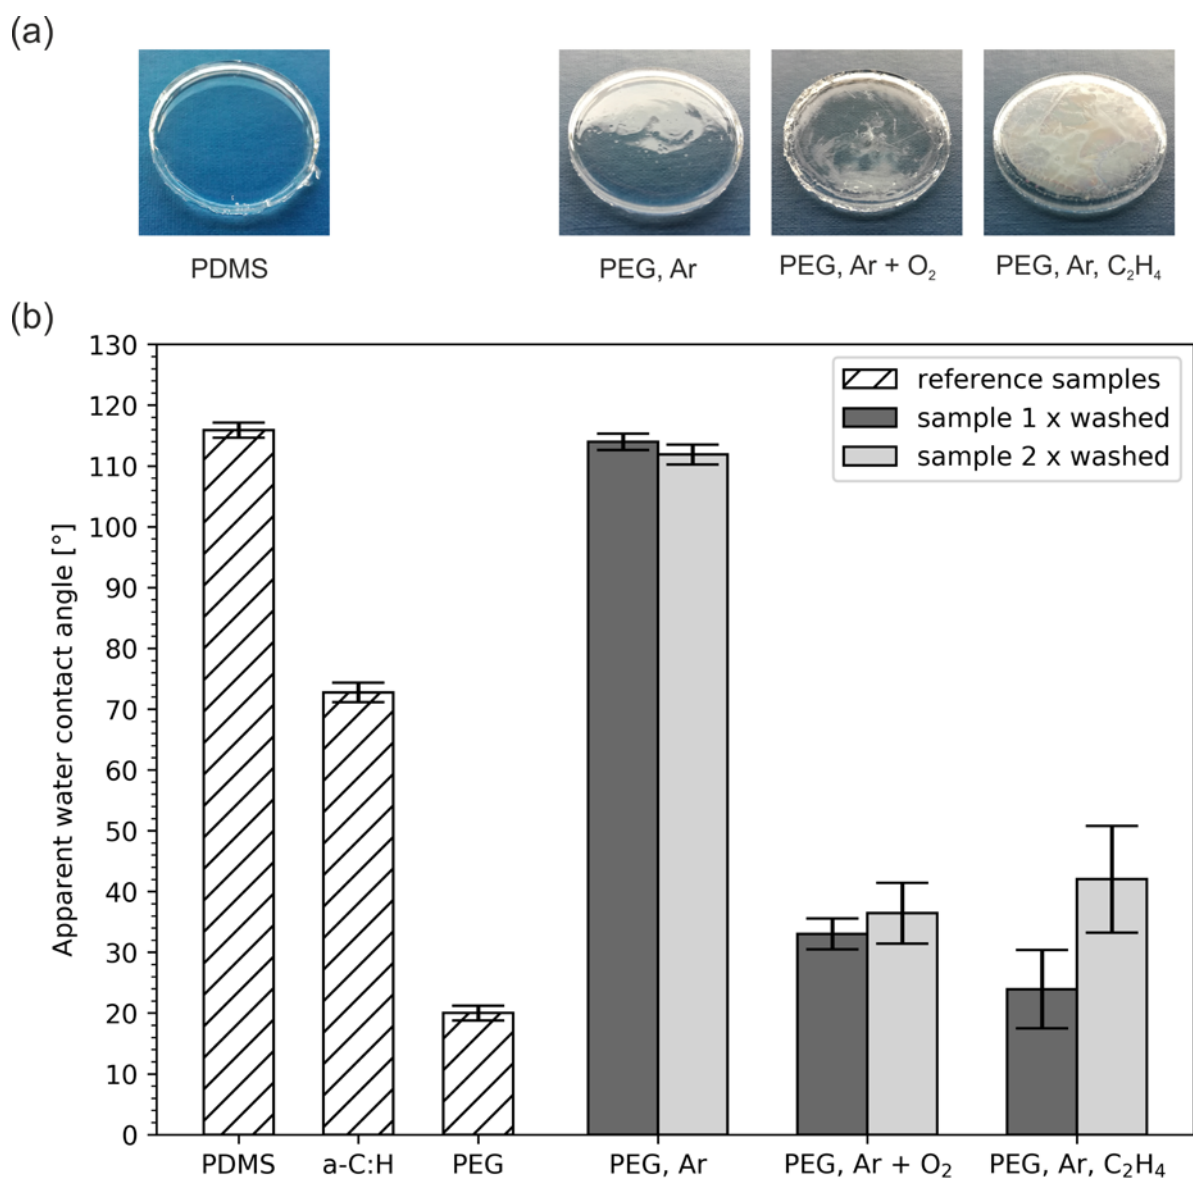 (a)
PDMS
PEG, Ar
PEG, Ar + O₂
PEG, Ar, C₂H₄
(b)
Apparent water contact angle [°]
130
120
110
100
90
80
70
60
50
40
30
20
10
0
reference samples
sample 1 x washed
sample 2 x washed
PDMS
a-C:H
PEG
PEG, Ar
PEG, Ar + O₂
PEG, Ar, C₂H₄